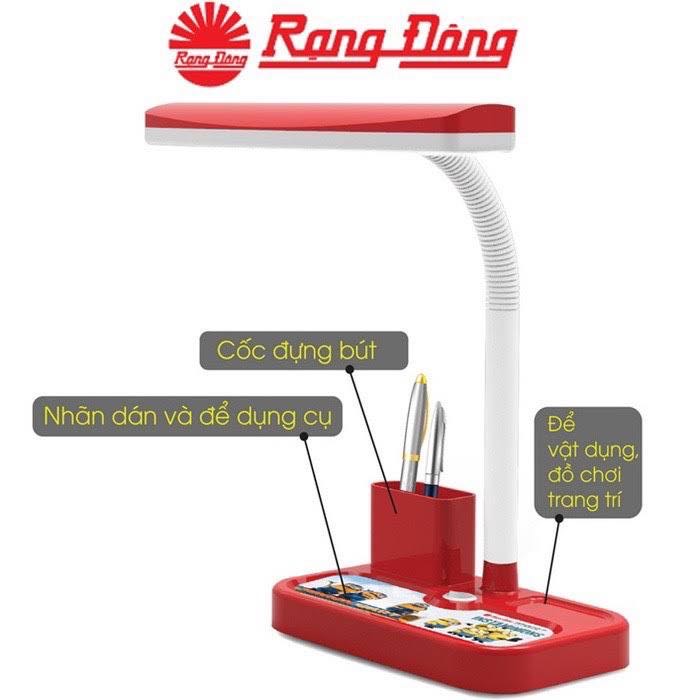 Rạng Đông
Rạng Đông
Cốc đựng bút
Nhãn dán và để dụng cụ
Để
vật dụng,
đồ chơi
trang trí